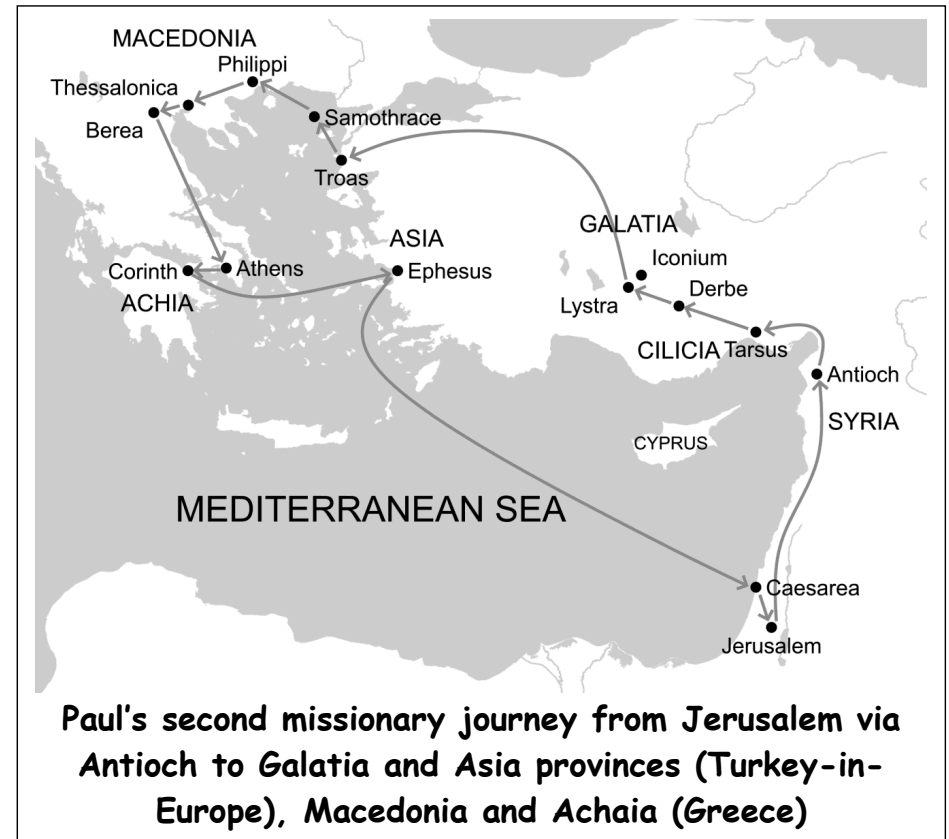 MACEDONIA
Philippi
Thessalonica
Samothrace
Berea
Troas
GALATIA
ASIA
Iconium
Corinth
Athens
Ephesus
Derbe
ACHIA
Lystra
CILICIA
Tarsus
Antioch
SYRIA
CYPRUS
MEDITERRANEAN SEA
Caesarea
Jerusalem
Paul's second missionary journey from Jerusalem via
Antioch to Galatia and Asia provinces (Turkey-in-
Europe), Macedonia and Achaia (Greece)